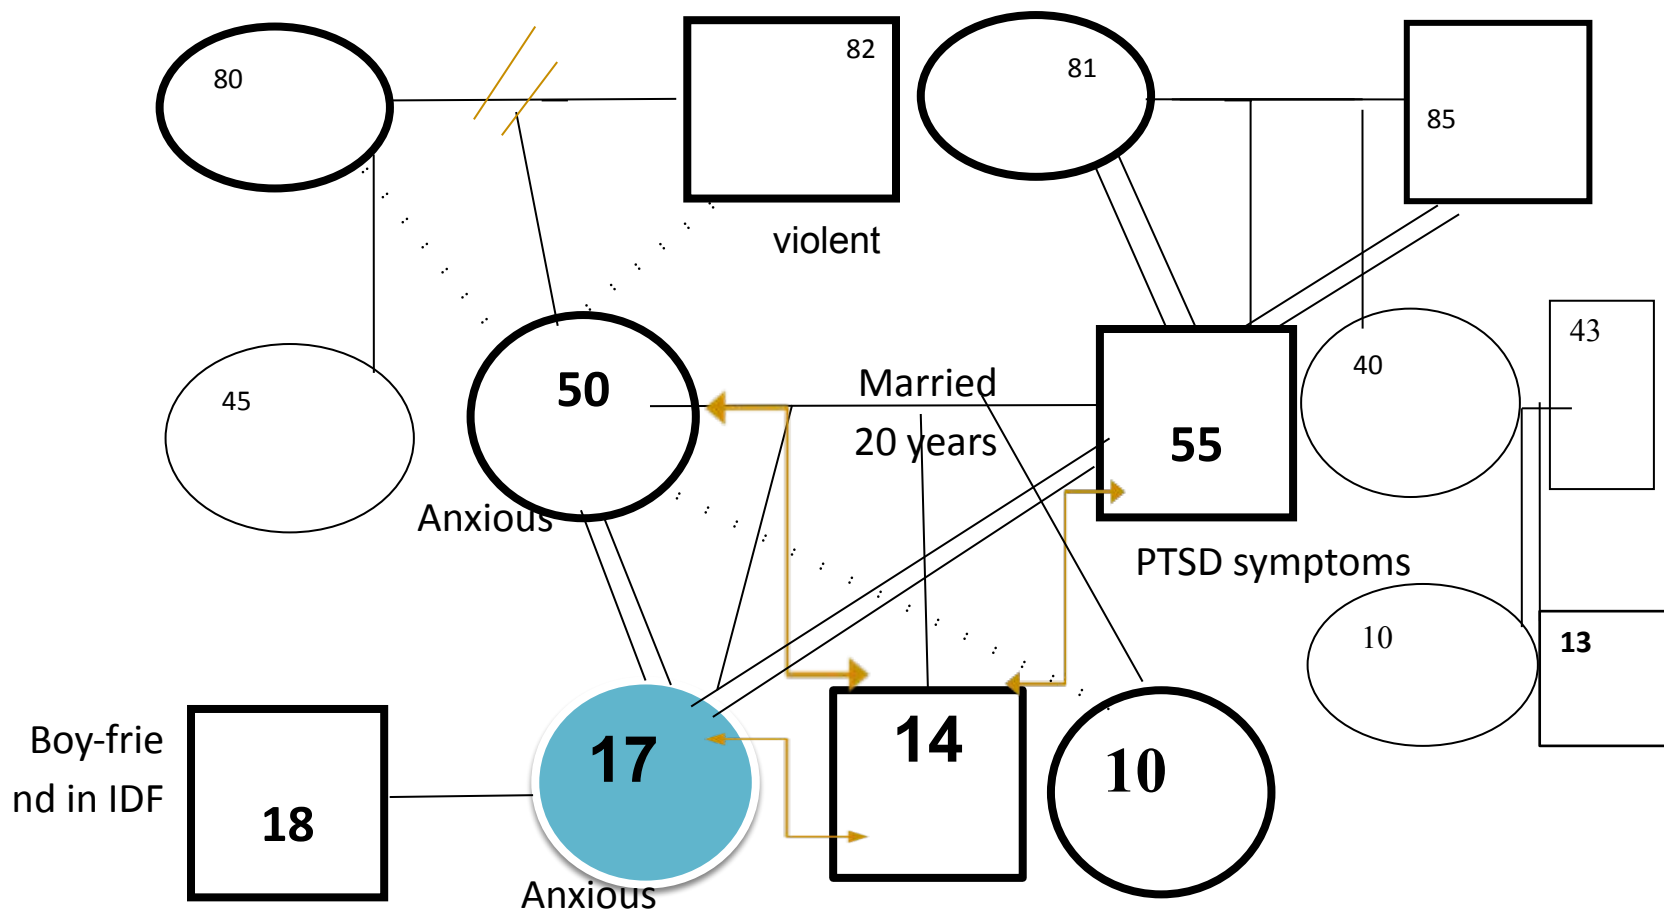 80
82
81
85
violent
45
50
Married
20 years
55
40
43
Anxious
PTSD symptoms
10
13
Boy-frie
nd in IDF
18
17
14
10
Anxious